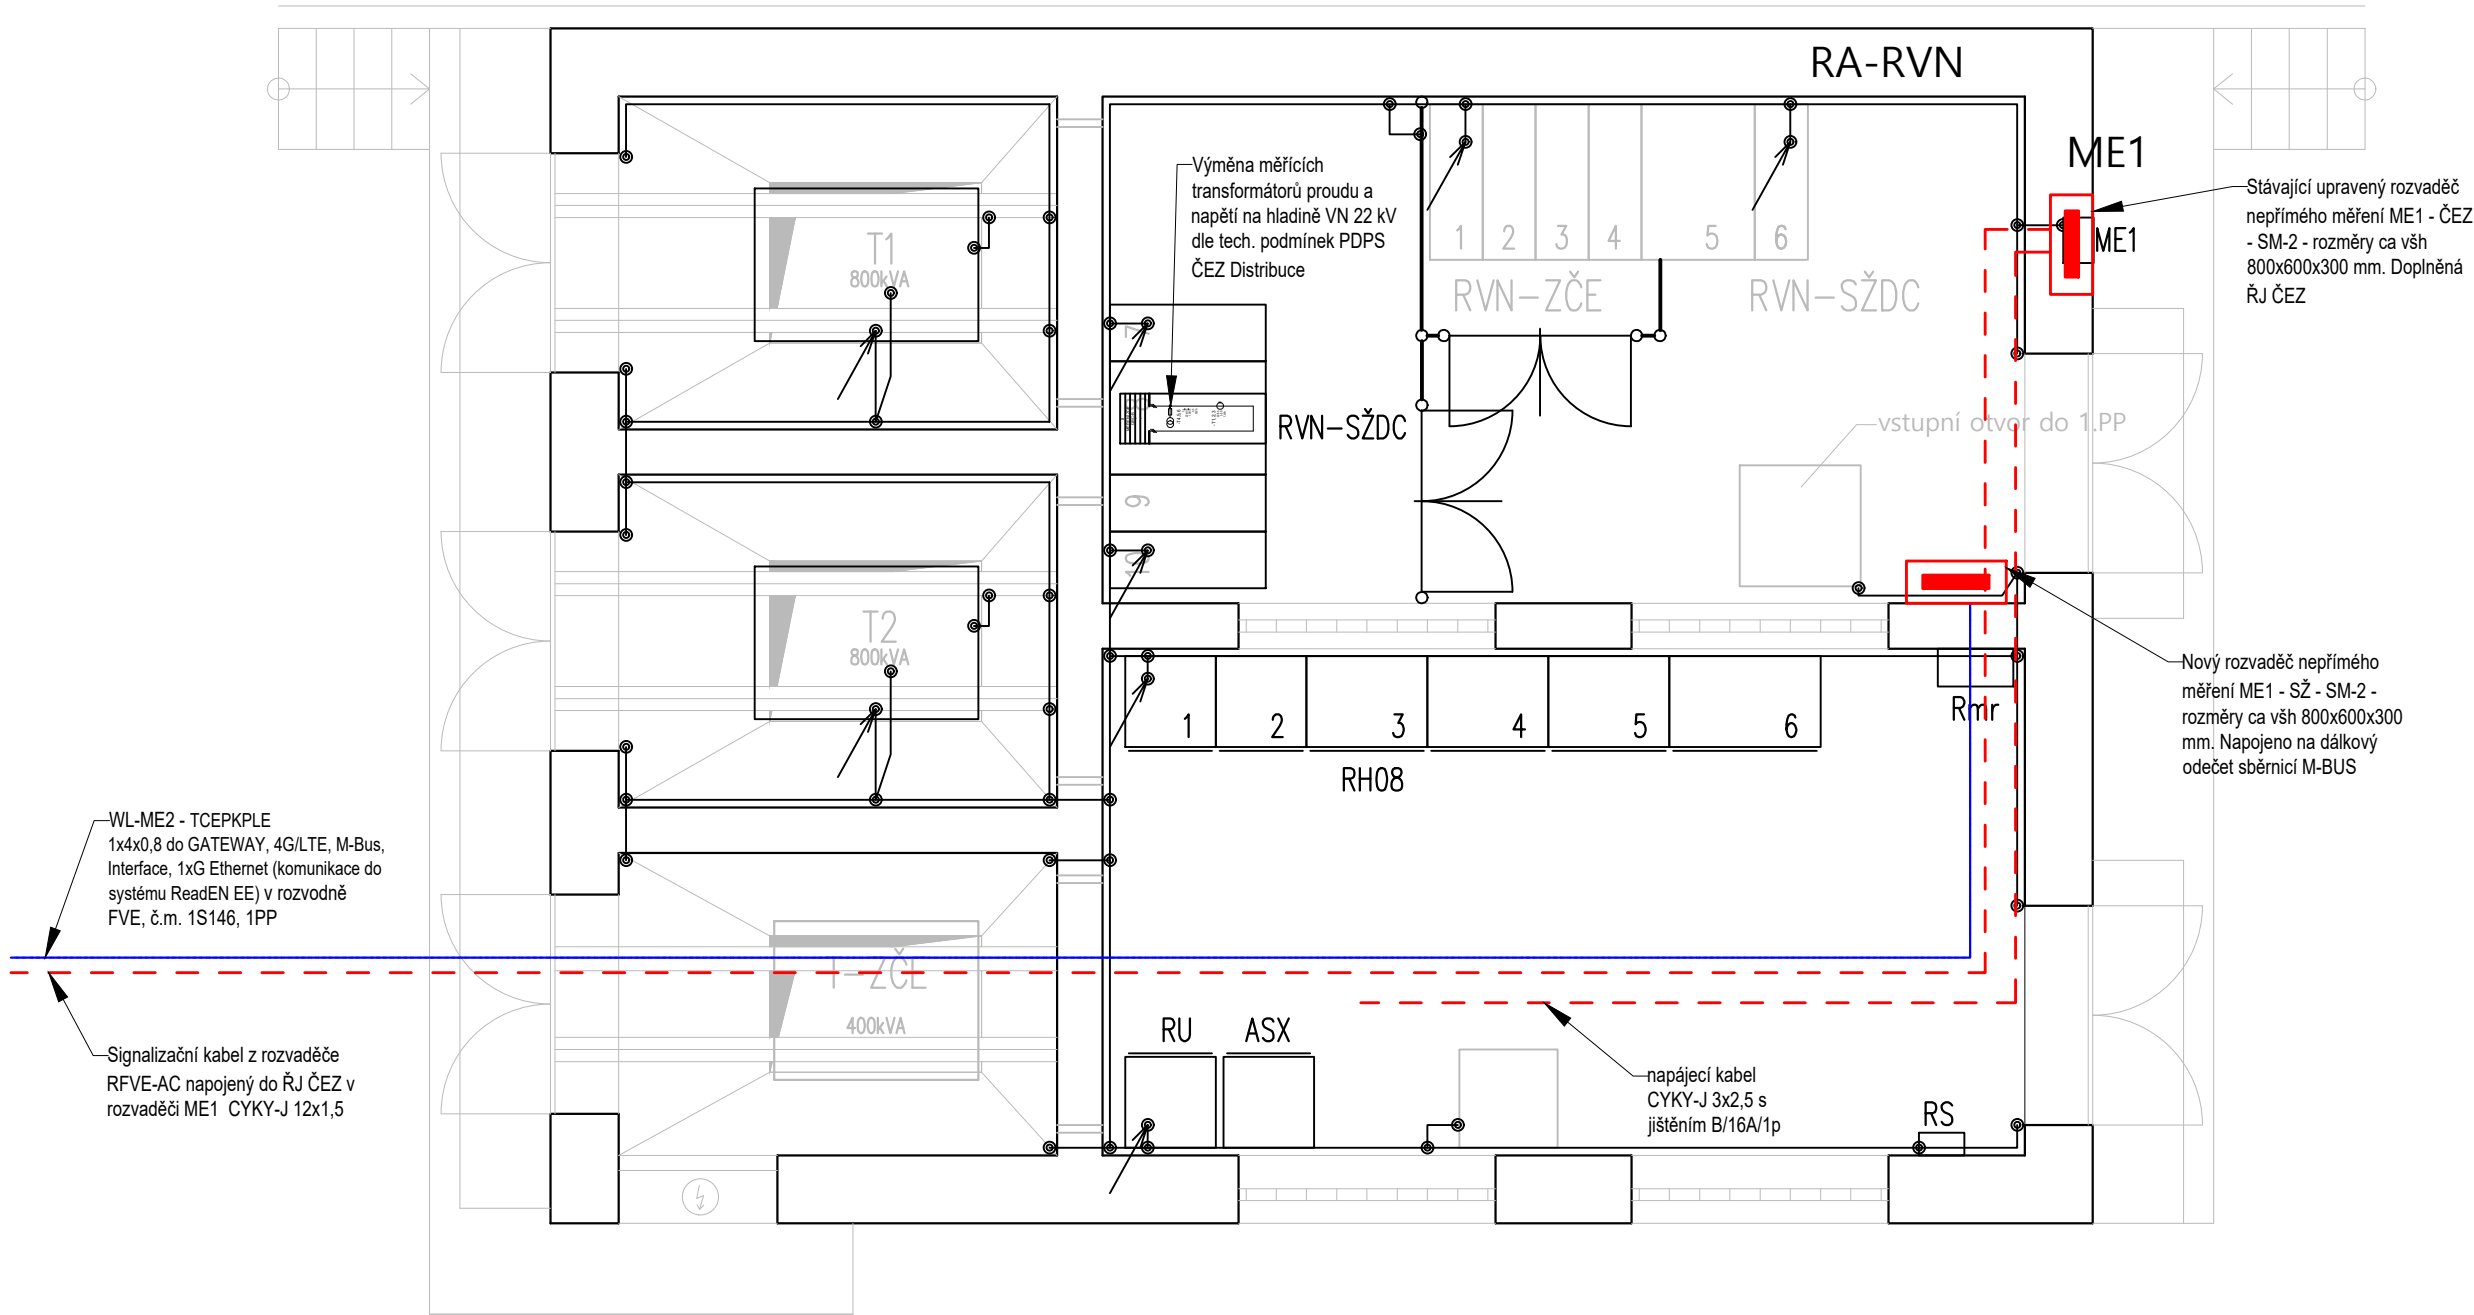 RA-RVN
ME1
Výměna měřících
transformátorů proudu a
napětí na hladině VN 22 kV
dle tech. podmínek PDPS
ČEZ Distribuce
Stávající upravený rozvaděč
nepřímého měření ME1 - ČEZ
- SM-2 - rozměry ca všh
800x600x300 mm. Doplněná
ŘJ ČEZ
ME1
T1
800kVA
1
2
3
4
5
6
RVN-ZČE
RVN-SŽDC
7
RVN-SŽDC
vstupní otvor do 1.PP
9
10
T2
800kVA
Nový rozvaděč nepřímého
měření ME1 - SŽ - SM-2 -
rozměry ca všh 800x600x300
mm. Napojeno na dálkový
odečet sběrnicí M-BUS
Rmr
1
2
3
4
5
6
RH08
WL-ME2 - TCEPKPLE
1x4x0,8 do GATEWAY, 4G/LTE, M-Bus,
Interface, 1xG Ethernet (komunikace do
systému ReadEN EE) v rozvodně
FVE, č.m. 1S146, 1PP
T-ZČE
400kVA
Signalizační kabel z rozvaděče
RFVE-AC napojený do ŘJ ČEZ v
rozvaděči ME1 CYKY-J 12x1,5
RU
ASX
napájecí kabel
CYKY-J 3x2,5 s
jištěním B/16A/1p
RS